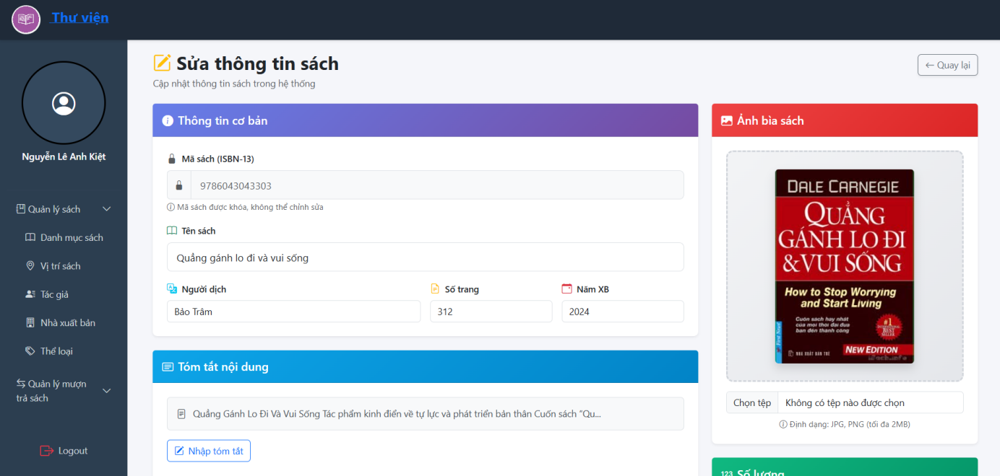 Thư viện
Nguyễn Lê Anh Kiệt
Quản lý sách
Danh mục sách
Vị trí sách
Tác giả
Nhà xuất bản
Thể loại
Quản lý mượn
trả sách
Logout
Sửa thông tin sách
Cập nhật thông tin sách trong hệ thống
← Quay lại
Thông tin cơ bản
Mã sách (ISBN-13)
9786043043303
Mã sách được khóa, không thể chỉnh sửa
Tên sách
Quẳng gánh lo đi và vui sống
Người dịch
Số trang
Năm XB
Bảo Trâm
312
2024
Tóm tắt nội dung
Quẳng Gánh Lo Đi Và Vui Sống Tác phẩm kinh điển về tự lực và phát triển bản thân Cuốn sách “Qu...
Nhập tóm tắt
Ảnh bìa sách
DALE CARNEGIE
QUẲNG
GÁNH LO ĐI
&VUI SỐNG
How to Stop Worrying
and Start Living
Cuốn sách hay nhất
của mọi thời đại đưa
bạn đến thành công
#1
INTERNATIONAL
BEST
SELLER
First News
NHÀ XUẤT BẢN TRẺ
NEW EDITION
Chọn tệp
Không có tệp nào được chọn
Định dạng: JPG, PNG (tối đa 2MB)
123 Số lượng